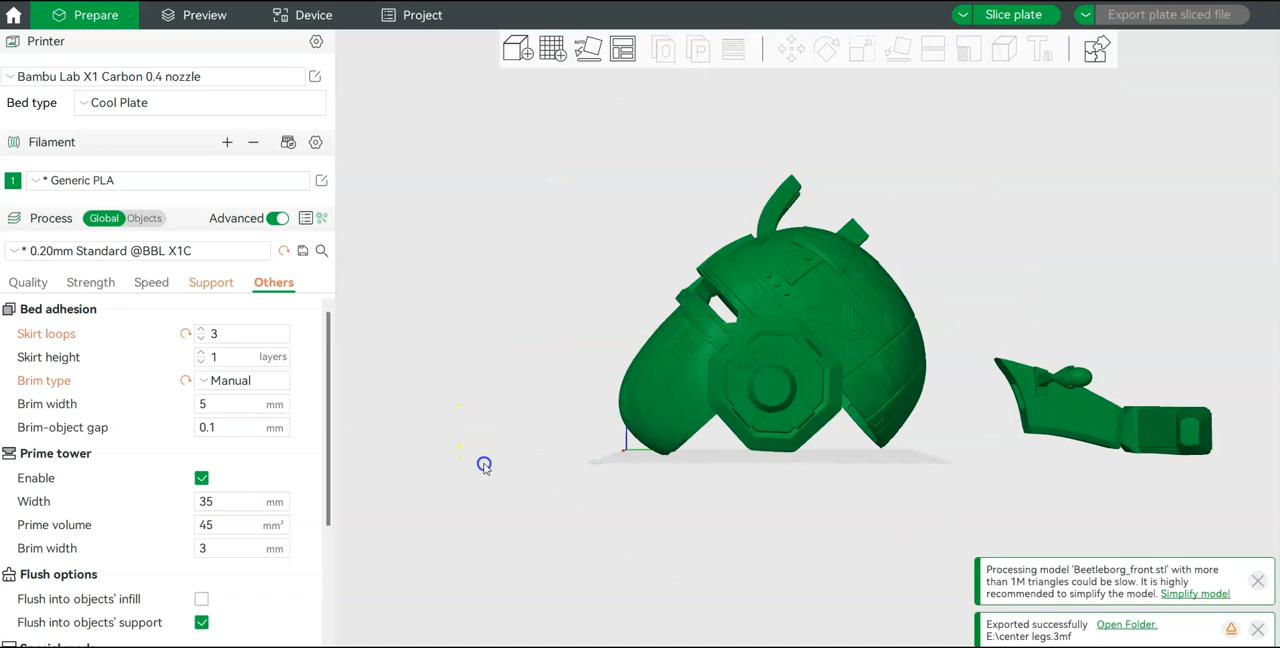 Prepare
Preview
Device
Project
Slice plate
Export plate sliced file
Printer
Bambu Lab X1 Carbon 0.4 nozzle
Bed type
Cool Plate
Filament
1
* Generic PLA
Process
Global
Objects
Advanced
* 0.20mm Standard @BBL X1C
Quality
Strength
Speed
Support
Others
Bed adhesion
Skirt loops
3
Skirt height
1 layers
Brim type
Manual
Brim width
5 mm
Brim-object gap
0.1 mm
Prime tower
Enable
Width
35 mm
Prime volume
45 mm³
Brim width
3 mm
Flush options
Flush into objects' infill
Flush into objects' support
AUTO
Processing model 'Beetleborg_front.stl' with more
than 1M triangles could be slow. It is highly
recommended to simplify the model. Simplify model
Exported successfully Open Folder.
E:\center legs.3mf